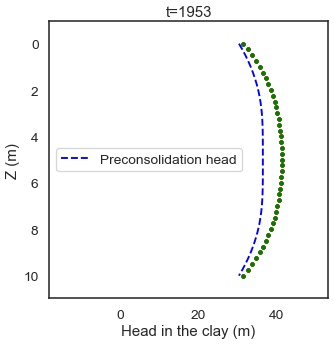 t=1953
0
2
4
6
8
10
Z (m)
Preconsolidation head
0
20
40
Head in the clay (m)